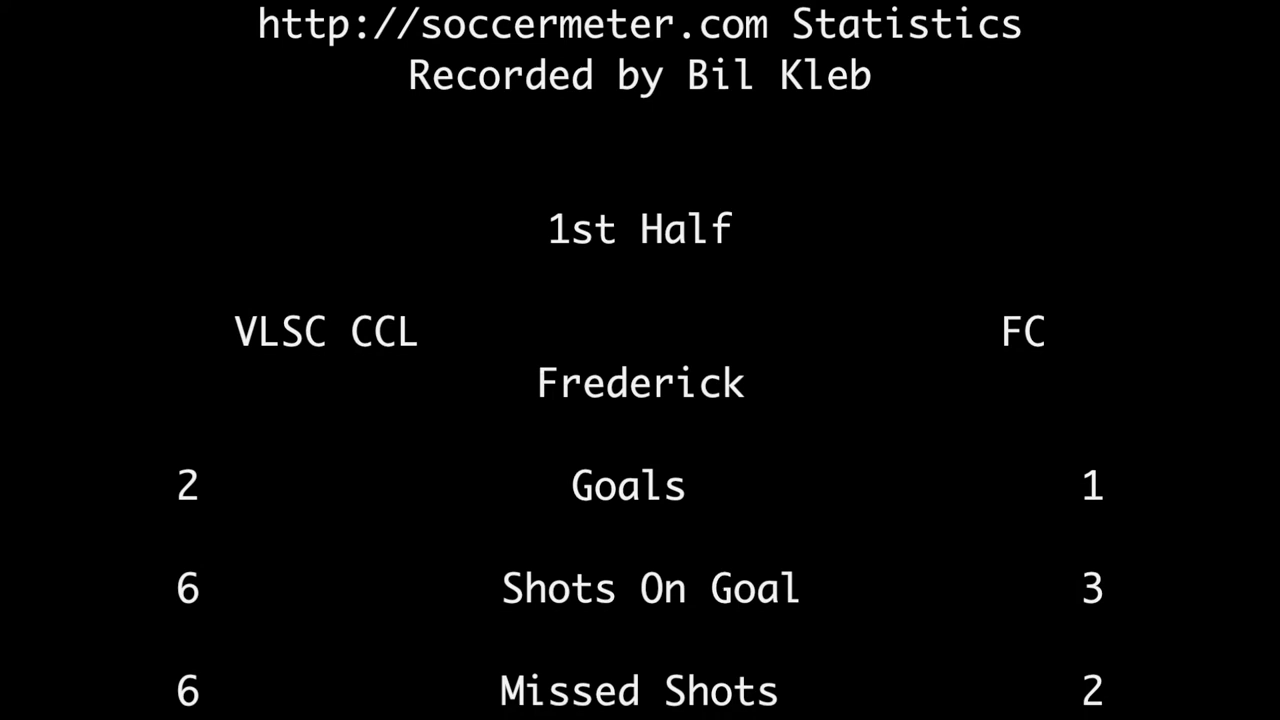 http://soccermeter.com Statistics
Recorded by Bil Kleb
1st Half
VLSC CCL FC
Frederick
2 Goals 1
6 Shots On Goal 3
6 Missed Shots 2